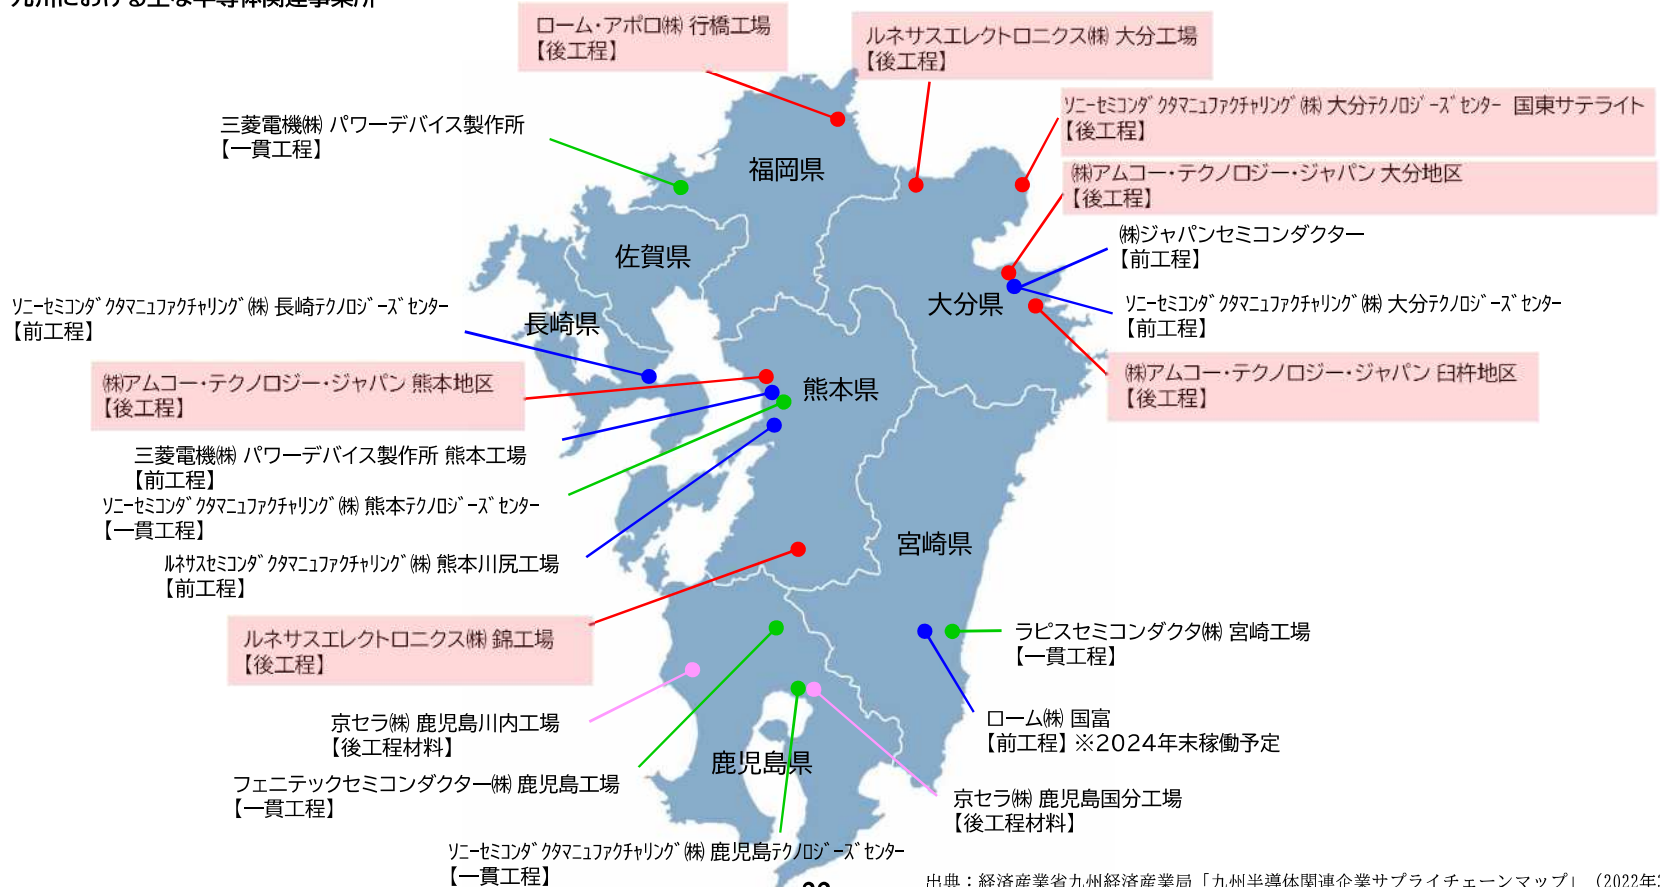 九州における主な半導体関連事業所
ローム・アポロ㈱ 行橋工場
【後工程】
ルネサスエレクトロニクス㈱ 大分工場
【後工程】
ｿﾆｰｾﾐｺﾝﾀﾞｸﾀﾏﾆｭﾌｧｸﾁｬﾘﾝｸﾞ㈱ 大分ﾃｸﾉﾛｼﾞｰｽﾞｾﾝﾀｰ 国東サテライト
【後工程】
三菱電機㈱ パワーデバイス製作所
【一貫工程】
福岡県
㈱アムコー・テクノロジー・ジャパン 大分地区
【後工程】
㈱ジャパンセミコンダクター
【前工程】
佐賀県
ｿﾆｰｾﾐｺﾝﾀﾞｸﾀﾏﾆｭﾌｧｸﾁｬﾘﾝｸﾞ㈱ 大分ﾃｸﾉﾛｼﾞｰｽﾞｾﾝﾀｰ
【前工程】
大分県
ｿﾆｰｾﾐｺﾝﾀﾞｸﾀﾏﾆｭﾌｧｸﾁｬﾘﾝｸﾞ㈱ 長崎ﾃｸﾉﾛｼﾞｰｽﾞｾﾝﾀｰ
【前工程】
長崎県
㈱アムコー・テクノロジー・ジャパン 熊本地区
【後工程】
熊本県
㈱アムコー・テクノロジー・ジャパン 臼杵地区
【後工程】
三菱電機㈱ パワーデバイス製作所 熊本工場
【前工程】
ｿﾆｰｾﾐｺﾝﾀﾞｸﾀﾏﾆｭﾌｧｸﾁｬﾘﾝｸﾞ㈱ 熊本ﾃｸﾉﾛｼﾞｰｽﾞｾﾝﾀｰ
【一貫工程】
ﾙﾈｻｽｾﾐｺﾝﾀﾞｸﾀﾏﾆｭﾌｧｸﾁｬﾘﾝｸﾞ㈱ 熊本川尻工場
【前工程】
宮崎県
ルネサスエレクトロニクス㈱ 錦工場
【後工程】
ラピスセミコンダクタ㈱ 宮崎工場
【一貫工程】
京セラ㈱ 鹿児島川内工場
【後工程材料】
ローム㈱ 国富
【前工程】※2024年末稼働予定
鹿児島県
フェニテックセミコンダクター㈱ 鹿児島工場
【一貫工程】
京セラ㈱ 鹿児島国分工場
【後工程材料】
ｿﾆｰｾﾐｺﾝﾀﾞｸﾀﾏﾆｭﾌｧｸﾁｬﾘﾝｸﾞ㈱ 鹿児島ﾃｸﾉﾛｼﾞｰｽﾞｾﾝﾀｰ
【一貫工程】
出典：経済産業省九州経済産業局「九州半導体関連企業サプライチェーンマップ」（2022年